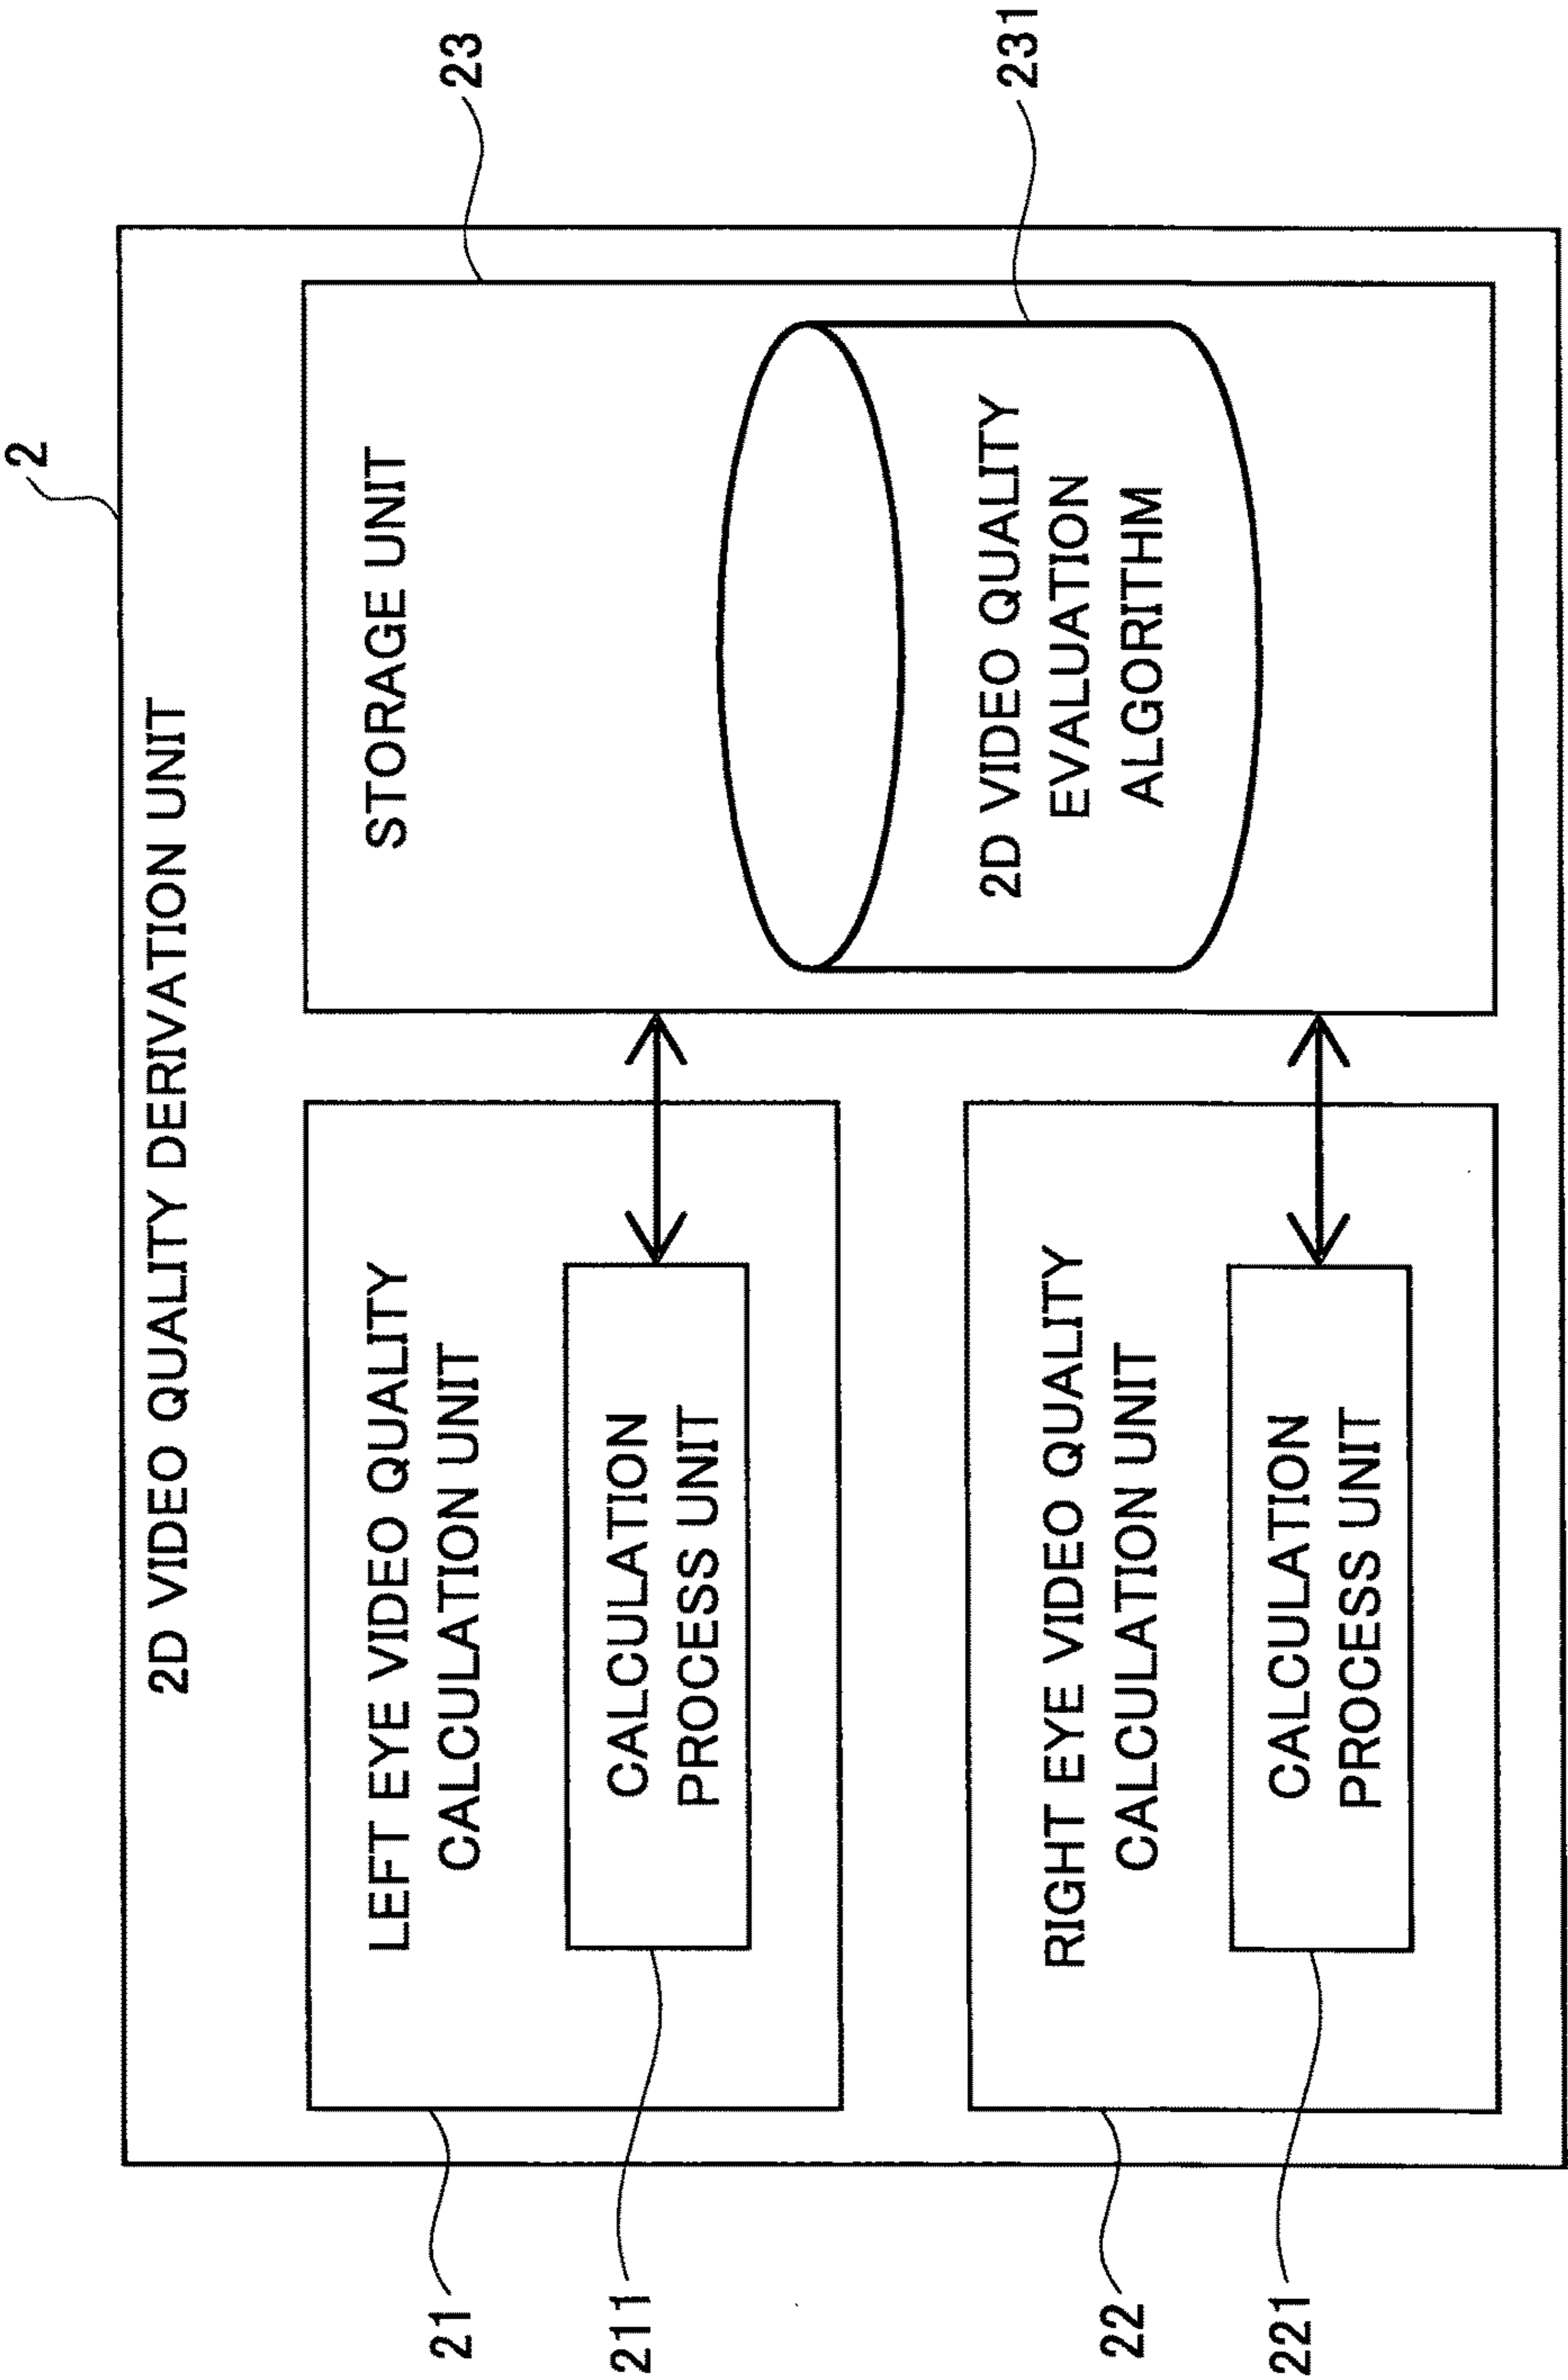 2
2D VIDEO QUALITY DERIVATION UNIT
21
LEFT EYE VIDEO QUALITY
CALCULATION UNIT
211
CALCULATION
PROCESS UNIT
22
RIGHT EYE VIDEO QUALITY
CALCULATION UNIT
221
CALCULATION
PROCESS UNIT
23
STORAGE UNIT
231
2D VIDEO QUALITY
EVALUATION
ALGORITHM